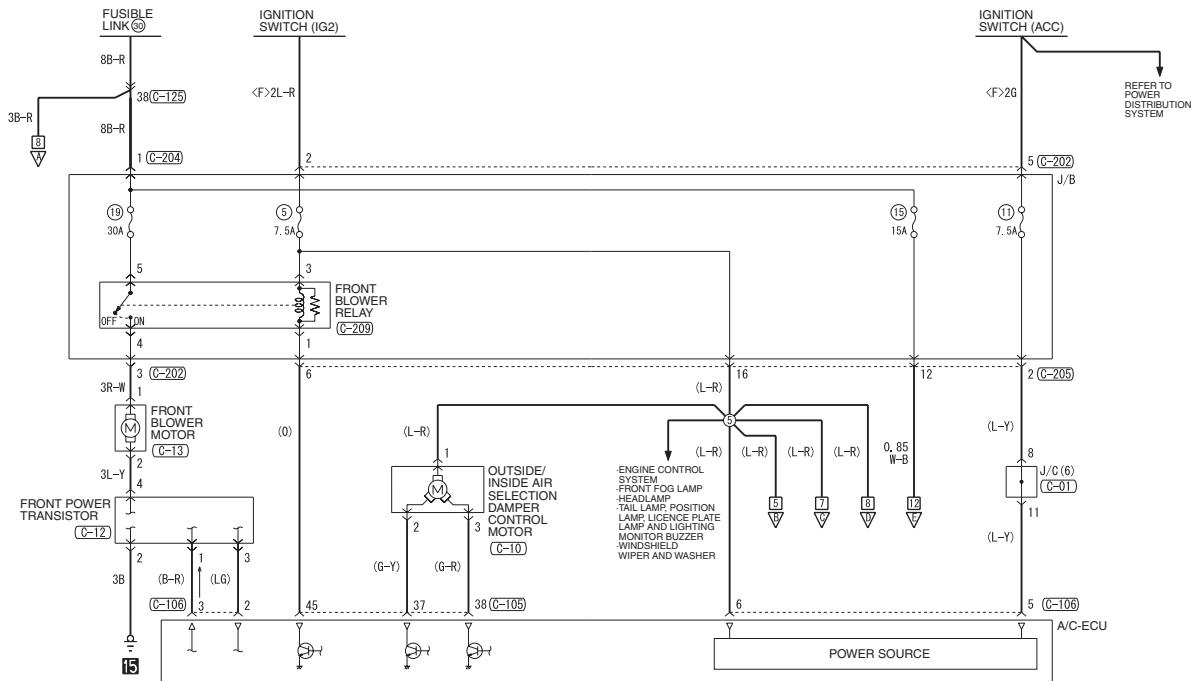 FUSIBLE
LINK 30
IGNITION
SWITCH (IG2)
IGNITION
SWITCH (ACC)
8B-R
<F>2L-R
<F>2G
REFER TO
POWER
DISTRIBUTION
SYSTEM
38 C-125
3B-R
8B-R
8
A
1 C-204
2
5 C-202
J/B
19
30A
5
7.5A
15
15A
11
7.5A
5
3
FRONT
BLOWER
RELAY
C-209
OFF ON
4
1
3 C-202
6
16
12
2 C-205
3R-W
1
FRONT
BLOWER
MOTOR
C-13
M
2
3L-Y
4
(O)
(L-R)
(L-R)
5
(L-R)
(L-R)
(L-R)
(L-R)
0.85
W-B
(L-Y)
8
J/C (6)
C-01
11
(L-Y)
1
M
OUTSIDE/
INSIDE AIR
SELECTION
DAMPER
CONTROL
MOTOR
C-10
2
3
·ENGINE CONTROL
SYSTEM
·FRONT FOG LAMP
·HEADLAMP
·TAIL LAMP, POSITION
LAMP, LICENCE PLATE
LAMP AND LIGHTING
MONITOR BUZZER
·WINDSHIELD
WIPER AND WASHER
5
B
7
C
8
D
12
E
FRONT POWER
TRANSISTOR
C-12
2
1
3
3B
(B-R)
(LG)
(G-Y)
(G-R)
C-106
3
2
45
37
38 C-105
6
5 C-106
A/C-ECU
15
POWER SOURCE